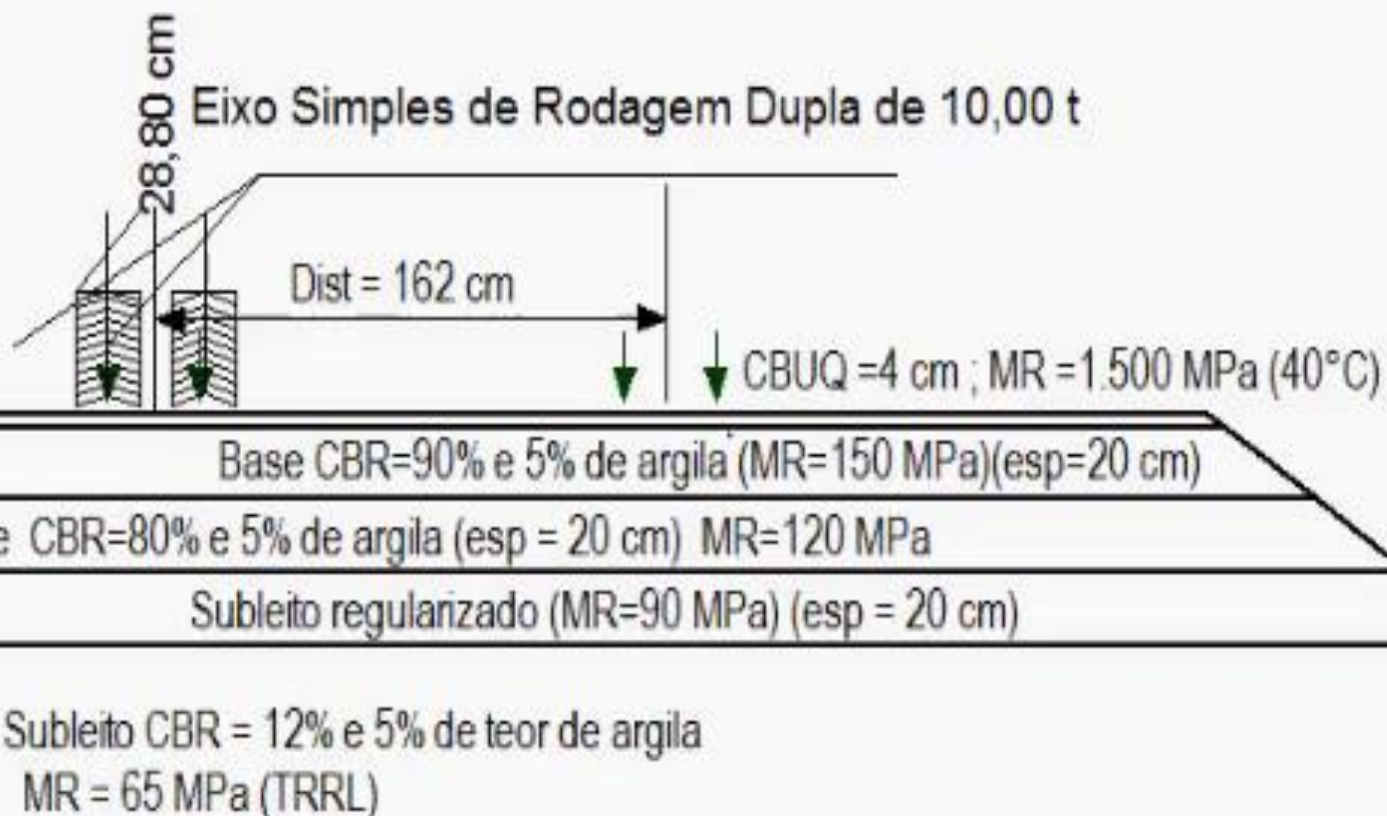 28,80 cm
Eixo Simples de Rodagem Dupla de 10,00 t
Dist = 162 cm
CBUQ =4 cm ; MR =1.500 MPa (40°C)
Base CBR=90% e 5% de argila (MR=150 MPa)(esp=20 cm)
e CBR=80% e 5% de argila (esp = 20 cm) MR=120 MPa
Subleito regularizado (MR=90 MPa) (esp = 20 cm)
Subleito CBR = 12% e 5% de teor de argila
MR = 65 MPa (TRRL)